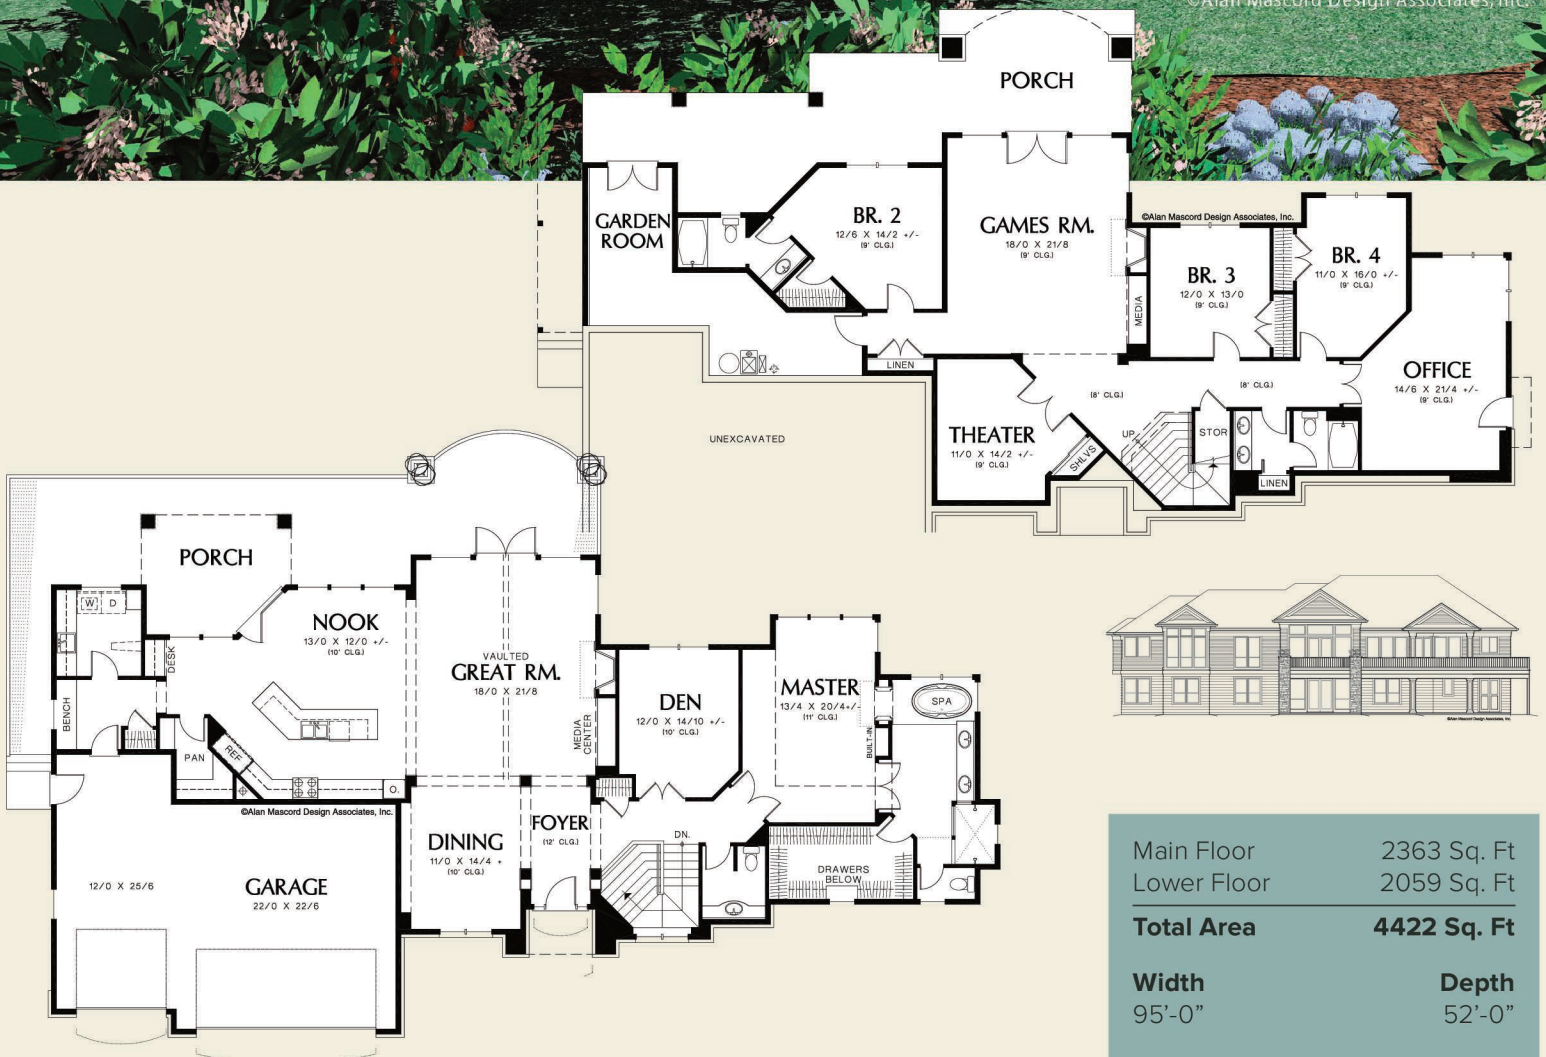 ©Alan Mascord Design Associates, Inc.
PORCH
GARDEN
ROOM
BR. 2
12/6 X 14/2 +/-
(9' CLG.)
GAMES RM.
18/0 X 21/8
(9' CLG.)
©Alan Mascord Design Associates, Inc.
BR. 3
12/0 X 13/0
(9' CLG.)
BR. 4
11/0 X 16/0 +/-
(9' CLG.)
MEDIA
LINEN
OFFICE
14/6 X 21/4 +/-
(9' CLG.)
(8' CLG.)
(8' CLG.)
THEATER
11/0 X 14/2 +/-
(9' CLG.)
SHLVS
UP
STOR
LINEN
UNEXCAVATED
PORCH
W
D
NOOK
13/0 X 12/0 +/-
(10' CLG.)
DESK
VAULTED
GREAT RM.
18/0 X 21/8
BENCH
PAN
REF
O.
MEDIA
CENTER
DEN
12/0 X 14/10 +/-
(10' CLG.)
MASTER
13/4 X 20/4+/-
(11' CLG.)
SPA
BUILT-IN
©Alan Mascord Design Associates, Inc.
DINING
11/0 X 14/4 +
(10' CLG.)
FOYER
(12' CLG.)
DN.
DRAWERS
BELOW
12/0 X 25/6
GARAGE
22/0 X 22/6
©Alan Mascord Design Associates, Inc.
Main Floor 2363 Sq. Ft
Lower Floor 2059 Sq. Ft
Total Area 4422 Sq. Ft
Width Depth
95'-0” 52'-0”